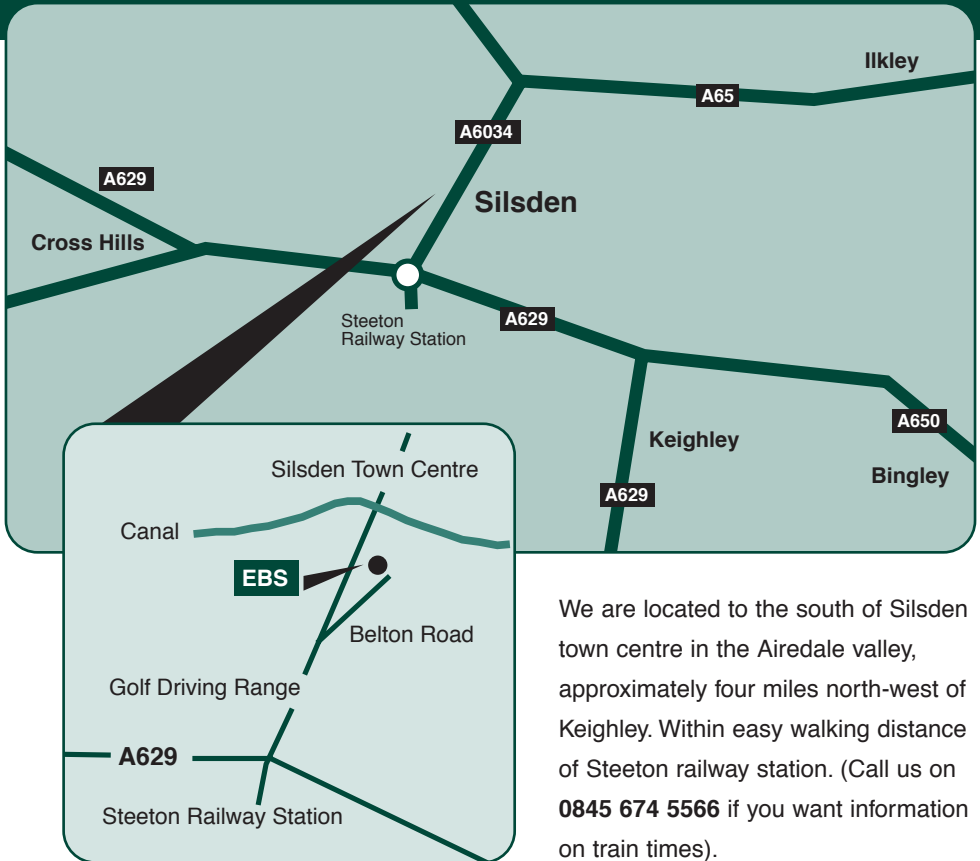 Ilkley
A65
A6034
A629
Silsden
Cross Hills
Steeton
Railway Station
A629
A650
Keighley
Bingley
A629
Silsden Town Centre
Canal
EBS
Belton Road
Golf Driving Range
A629
Steeton Railway Station
We are located to the south of Silsden
town centre in the Airedale valley,
approximately four miles north-west of
Keighley. Within easy walking distance
of Steeton railway station. (Call us on
0845 674 5566 if you want information
on train times).